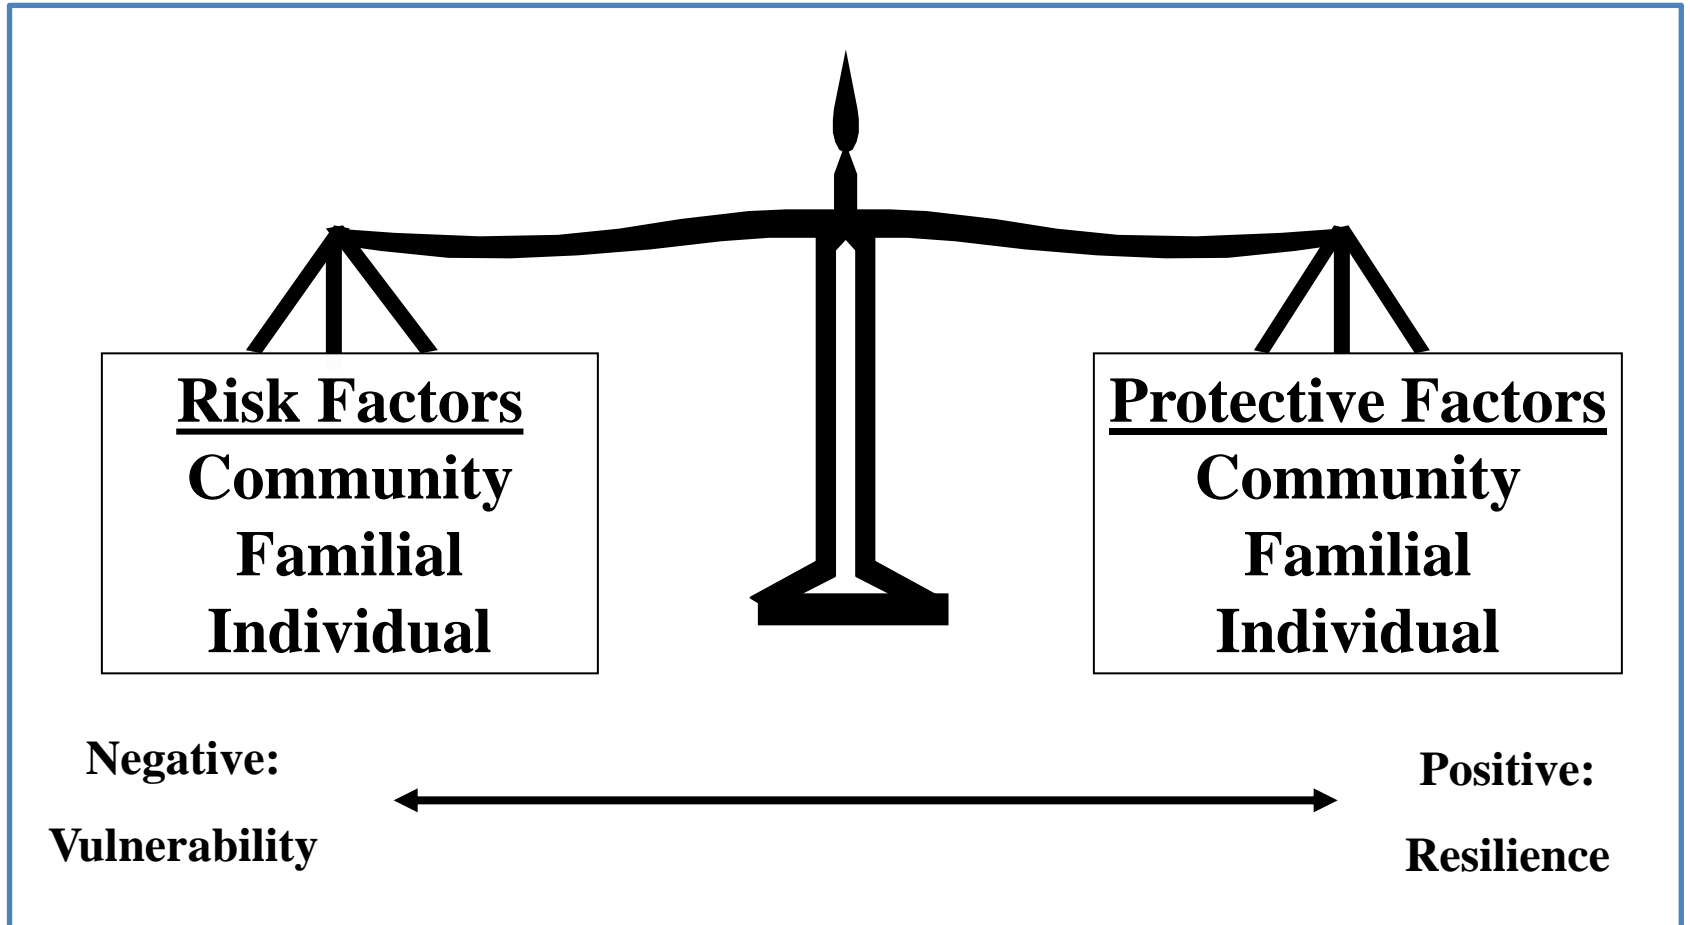 Risk Factors
Community
Familial
Individual
Protective Factors
Community
Familial
Individual
Negative:
Vulnerability
Positive:
Resilience